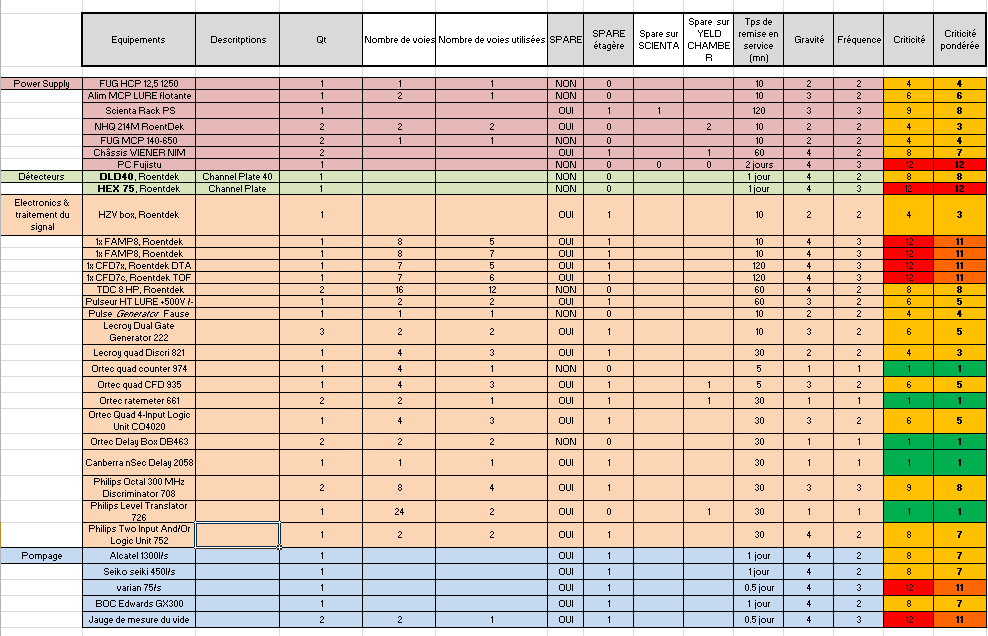 Equipements Descritptions Qt Nombre de voies Nombre de voies utilisées SPARE SPARE étagère Spare sur SCIENTA Spare sur YELD CHAMBE R Tps de remise en service (mn) Gravité Fréquence Criticité Criticité pondérée
Power Supply FUG HCP 12,5 1250 1 1 1 NON 0 10 2 2 4 4
Alim MCP LURE flotante 1 2 1 NON 0 10 3 2 6 6
Scienta Rack PS 1 OUI 1 1 120 3 3 9 8
NHQ 214M RoentDek 2 2 2 OUI 0 2 10 2 2 4 3
FUG MCP 140-650 2 1 1 NON 0 10 2 2 4 4
Châssis WIENER NIM 2 OUI 1 1 60 4 2 8 7
PC Fujistu 1 NON 0 0 0 2 jours 4 3 12 12
Détecteurs DLD40, Roentdek Channel Plate 40 1 NON 0 1 jour 4 2 8 8
HEX 75, Roentdek Channel Plate 1 NON 0 1 jour 4 3 12 12
Electronics & traitement du signal HZV box, Roentdek 1 OUI 1 10 2 2 4 3
1x FAMP8, Roentdek 1 8 5 OUI 1 10 4 3 12 11
1x FAMP8, Roentdek 1 8 7 OUI 1 10 4 3 12 11
1x CFD7x, Roentdek DTA 1 7 5 OUI 1 120 4 3 12 11
1x CFD7c, Roentdek TOF 1 7 6 OUI 1 120 4 3 12 11
TDC 8 HP, Roentdek 2 16 12 NON 0 60 4 2 8 8
Pulseur HT LURE +500V /- 1 2 2 OUI 1 60 3 2 6 5
Pulse Generator Fause 1 1 1 NON 0 10 2 2 4 4
Lecroy Dual Gate Generator 222 3 2 2 OUI 1 10 3 2 6 5
Lecroy quad Discri 821 1 4 3 OUI 1 30 2 2 4 3
Ortec quad counter 974 1 4 1 NON 0 5 1 1 1 1
Ortec quad CFD 935 1 4 3 OUI 1 1 5 3 2 6 5
Ortec ratemeter 661 2 2 1 OUI 0 1 30 1 1 1 1
Ortec Quad 4-Input Logic Unit CO4020 1 4 3 OUI 1 30 3 2 6 5
Ortec Delay Box DB463 2 2 2 NON 0 30 1 1 1 1
Canberra nSec Delay 2058 1 1 1 OUI 1 30 1 1 1 1
Philips Octal 300 MHz Discriminator 708 2 8 4 OUI 1 30 3 3 9 8
Philips Level Translator 726 1 24 2 OUI 0 1 30 1 1 1 1
Philips Two Input And/Or Logic Unit 752 1 2 2 OUI 1 30 4 2 8 7
Pompage Alcatel 1300l/s 1 OUI 1 1 jour 4 2 8 7
Seiko seiki 450l/s 1 OUI 1 1 jour 4 2 8 7
varian 75/s 1 OUI 1 0.5 jour 4 3 12 11
BOC Edwards GX300 1 OUI 1 1 jour 4 2 8 7
Jauge de mesure du vide 2 2 1 OUI 1 0.5 jour 4 3 12 11